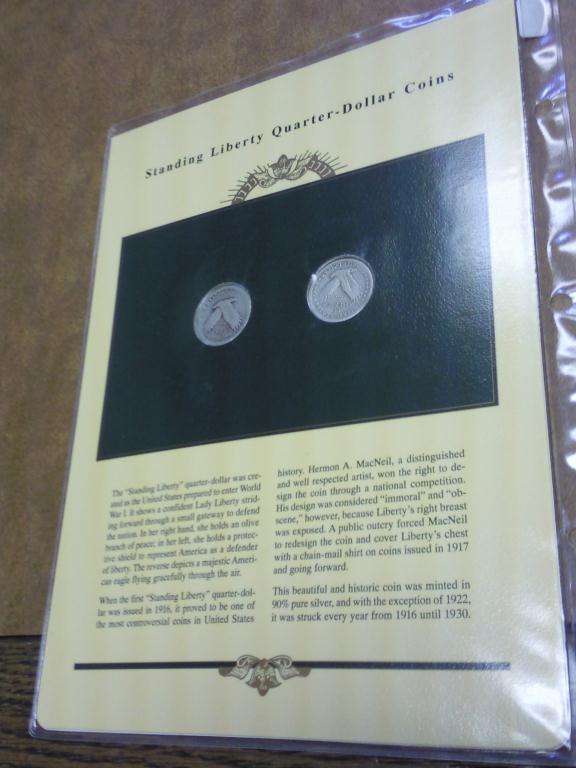 Standing Liberty Quarter-Dollar Coins
The "Standing Liberty" quarter-dollar was cre-
ated as the United States prepared to enter World
War I. It shows a confident Lady Liberty strid-
ing forward through a small gateway to defend
the nation. In her right hand, she holds an olive
branch of peace; in her left, she holds a protec-
tive shield to represent America as a defender
of liberty. The reverse depicts a majestic Ameri-
can eagle flying gracefully through the air.
When the first "Standing Liberty" quarter-dol-
lar was issued in 1916, it proved to be one of
the most controversial coins in United States
history. Hermon A. MacNeil, a distinguished
and well respected artist, won the right to de-
sign the coin through a national competition.
His design was considered "immoral" and "ob-
scene," however, because Liberty's right breast
was exposed. A public outcry forced MacNeil
to redesign the coin and cover Liberty's chest
with a chain-mail shirt on coins issued in 1917
and going forward.
This beautiful and historic coin was minted in
90% pure silver, and with the exception of 1922,
it was struck every year from 1916 until 1930.